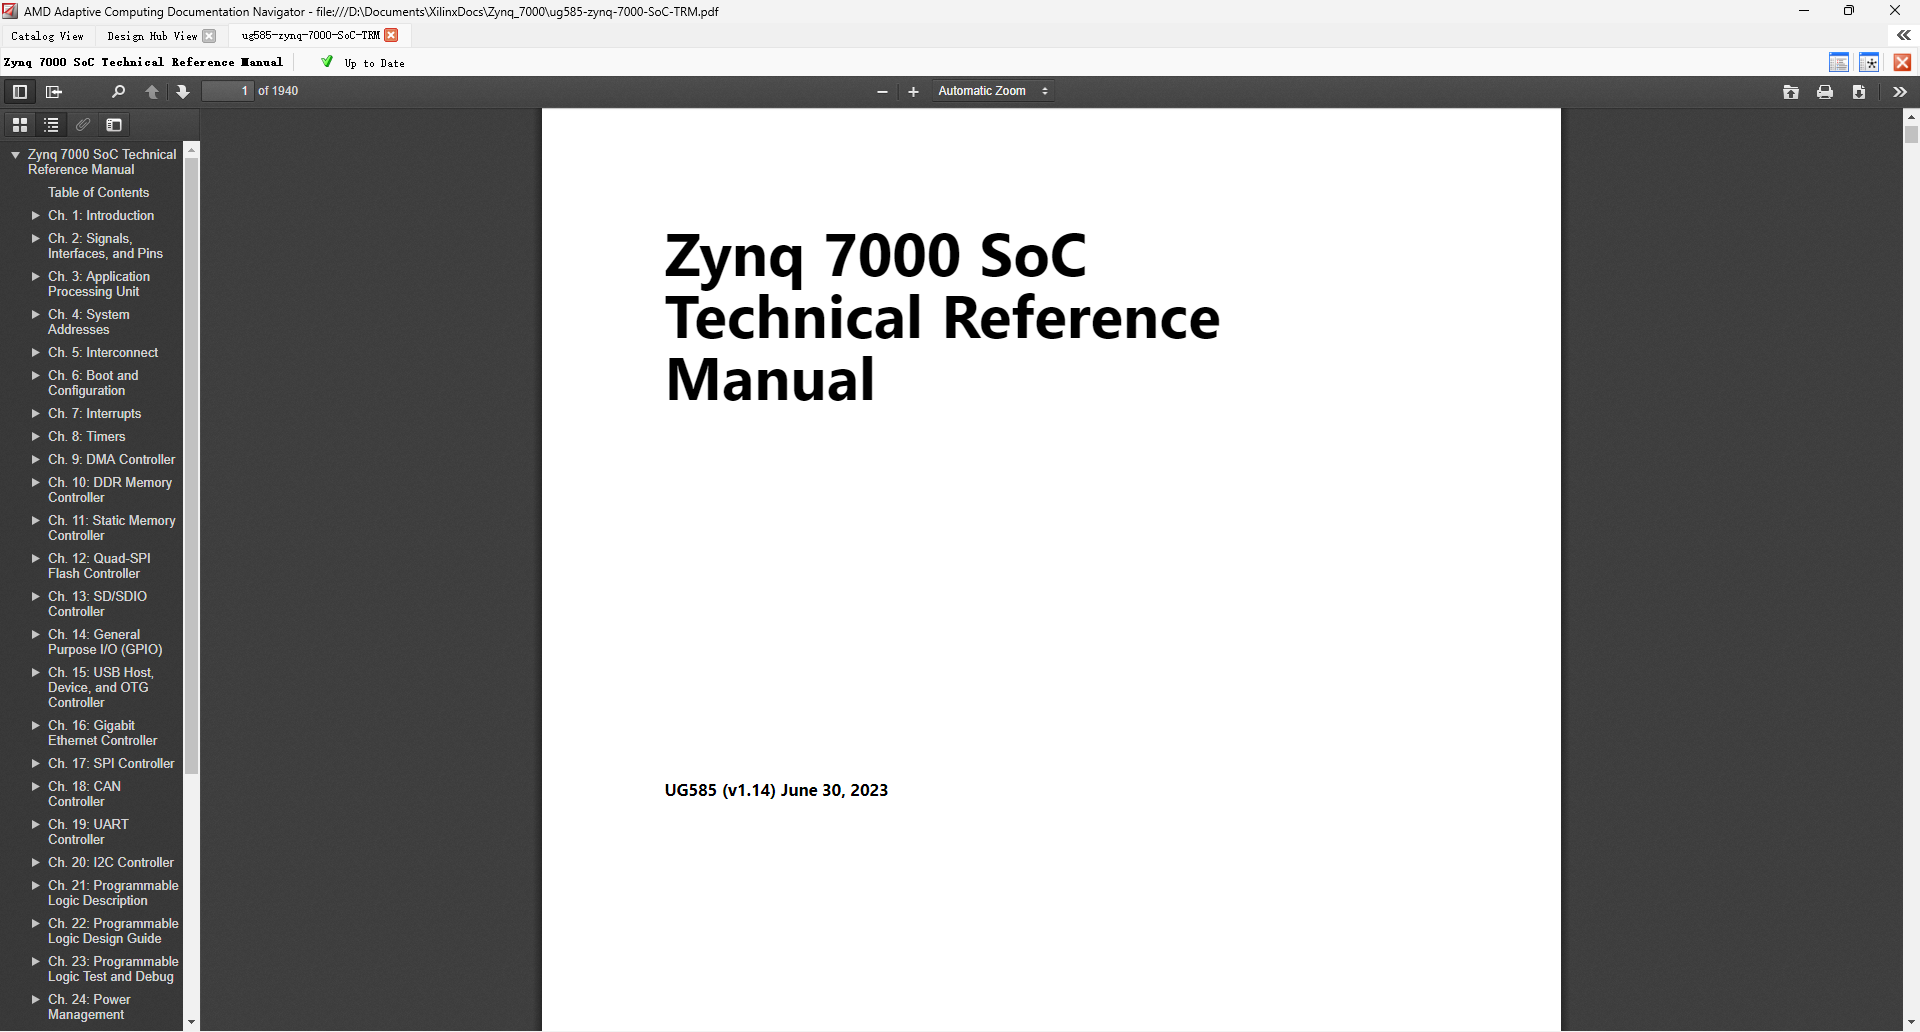 AMD Adaptive Computing Documentation Navigator - file:///D:\Documents\XilinxDocs\Zynq_7000\ug585-zynq-7000-SoC-TRM.pdf
Catalog View
Design Hub View
ug585-zynq-7000-SoC-TRM
Zynq 7000 SoC Technical Reference Manual
Up to Date
1 of 1940
Automatic Zoom
Zynq 7000 SoC Technical
Reference Manual
Table of Contents
Ch. 1: Introduction
Ch. 2: Signals,
Interfaces, and Pins
Ch. 3: Application
Processing Unit
Ch. 4: System
Addresses
Ch. 5: Interconnect
Ch. 6: Boot and
Configuration
Ch. 7: Interrupts
Ch. 8: Timers
Ch. 9: DMA Controller
Ch. 10: DDR Memory
Controller
Ch. 11: Static Memory
Controller
Ch. 12: Quad-SPI
Flash Controller
Ch. 13: SD/SDIO
Controller
Ch. 14: General
Purpose I/O (GPIO)
Ch. 15: USB Host,
Device, and OTG
Controller
Ch. 16: Gigabit
Ethernet Controller
Ch. 17: SPI Controller
Ch. 18: CAN
Controller
Ch. 19: UART
Controller
Ch. 20: I2C Controller
Ch. 21: Programmable
Logic Description
Ch. 22: Programmable
Logic Design Guide
Ch. 23: Programmable
Logic Test and Debug
Ch. 24: Power
Management
Zynq 7000 SoC
Technical Reference
Manual
UG585 (v1.14) June 30, 2023